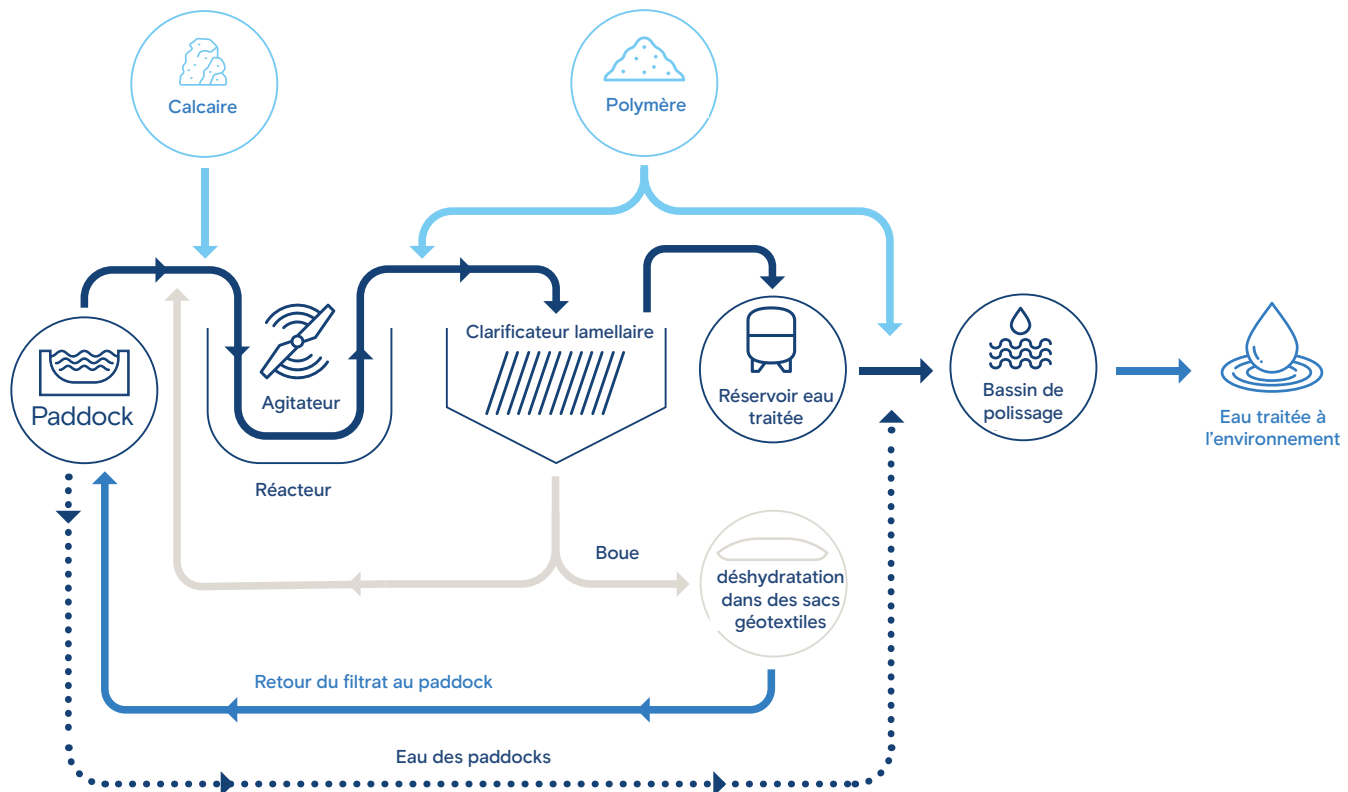 Calcaire
Polymère
Clarificateur lamellaire
Agitateur
Paddock
Réservoir eau
traitée
Bassin de
polissage
Eau traitée à
l’environnement
Réacteur
Boue
déshydratation
dans des sacs
géotextiles
Retour du filtrat au paddock
Eau des paddocks